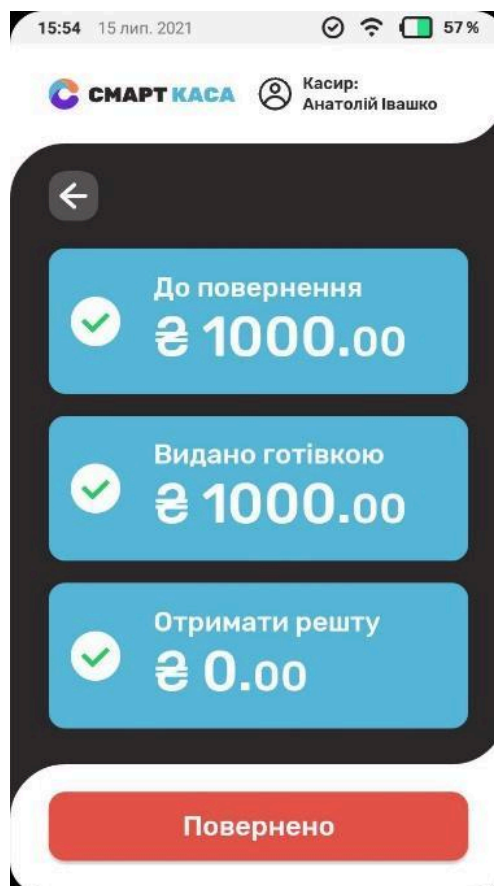 15:54 15 лип. 2021 57%
СМАРТ КАСА
Касир:
Анатолій Івашко
До повернення
₴ 1000.00
Видано готівкою
₴ 1000.00
Отримати решту
₴ 0.00
Повернено